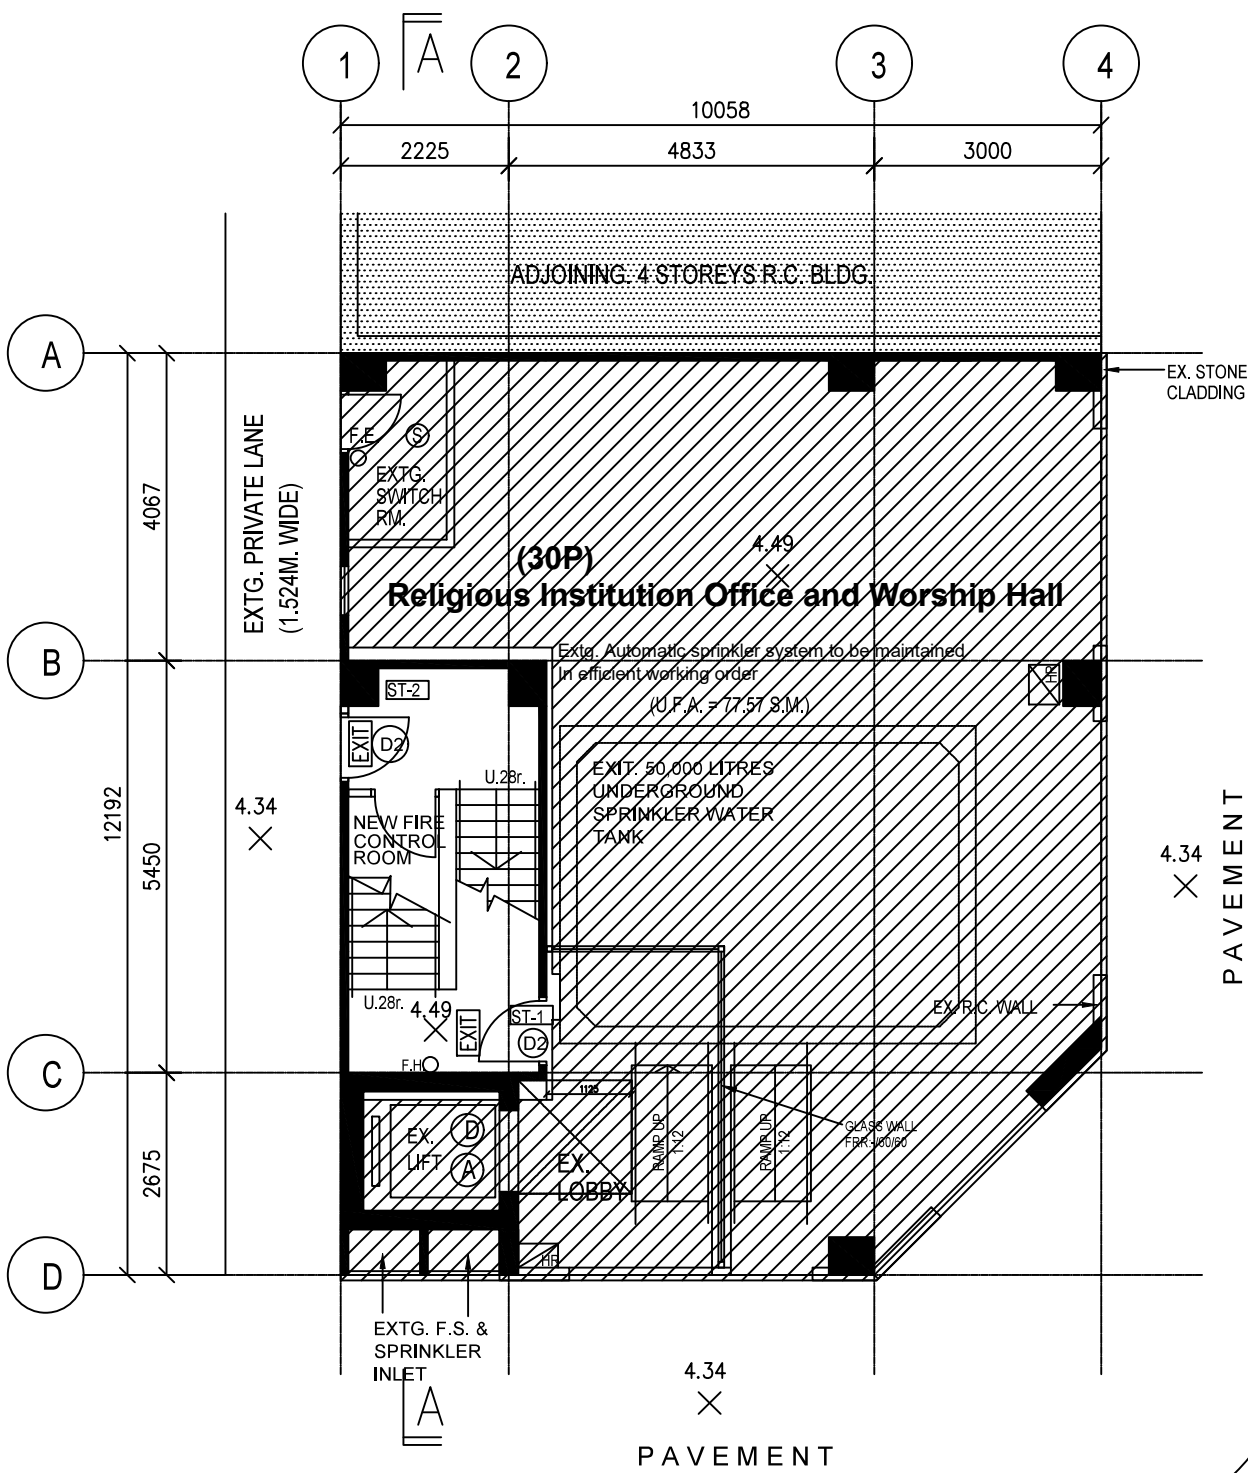 A
1
2
3
4
10058
2225
4833
3000
ADJOINING. 4 STOREYS R.C. BLDG.
A
EX. STONE
CLADDING
EXTG. PRIVATE LANE
(1.524M. WIDE)
4067
F.E
S
EXTG.
SWITCH
RM.
(30P)
4.49
Religious Institution Office and Worship Hall
B
Extg. Automatic sprinkler system to be maintained
In efficient working order
(U.F.A. = 77.57 S.M.)
HR
ST-2
EXIT
D2
U.28r.
EXIT. 50,000 LITRES
UNDERGROUND
SPRINKLER WATER
TANK
4.34
12192
5450
NEW FIRE
CONTROL
ROOM
4.34
PAVEMENT
U.28r.
4.49
EXIT
ST-1
D2
EX. R.C. WALL
F.H
C
1125
RAMP UP
1:12
RAMP UP
1:12
GLASS WALL
FRR:-/60/60
2675
EX.
LIFT
D
A
EX.
LOBBY
HR
D
EXTG. F.S. &
SPRINKLER
INLET
A
4.34
PAVEMENT